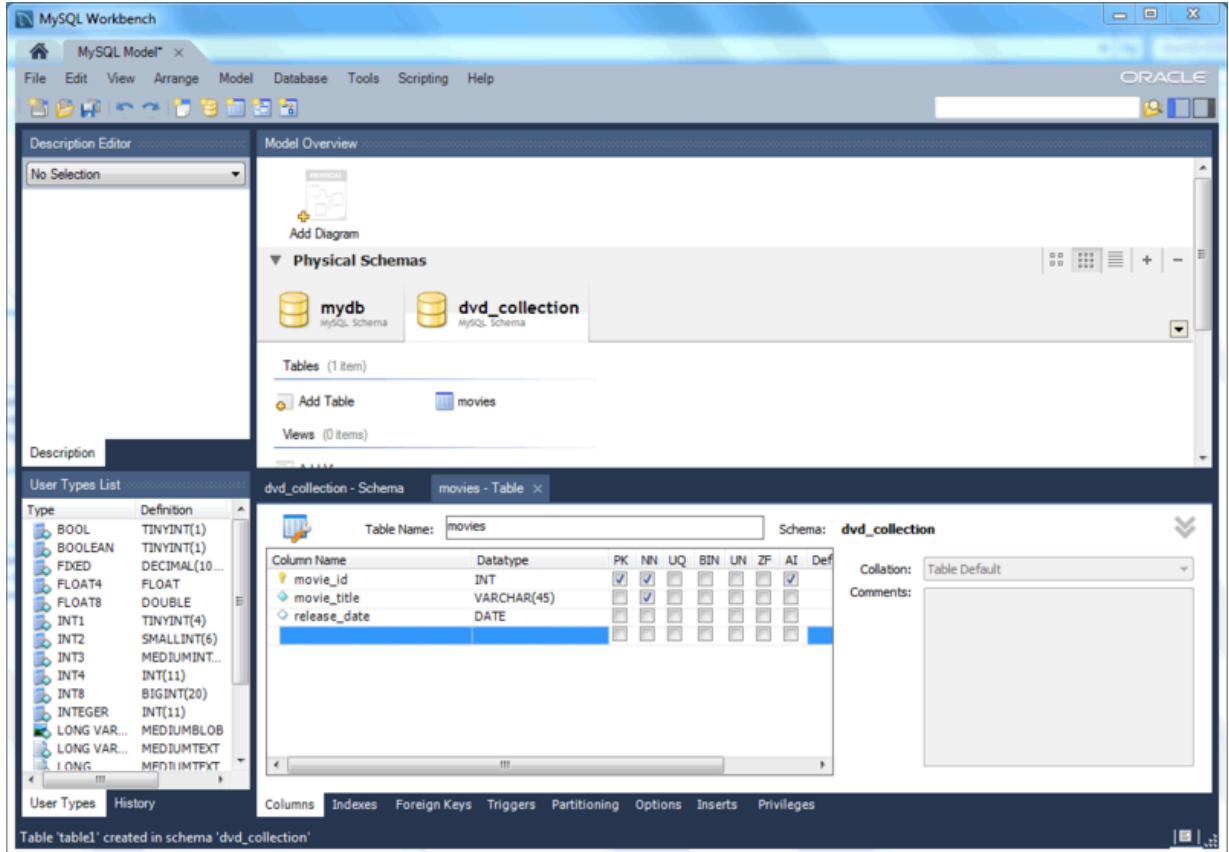 MySQL Workbench
MySQL Model* ×
File Edit View Arrange Model Database Tools Scripting Help
ORACLE
Description Editor
No Selection
Description
Model Overview
Add Diagram
Physical Schemas
mydb
MySQL Schema
dvd_collection
MySQL Schema
Tables (1 item)
Add Table
movies
Views (0 items)
User Types List
Type Definition
BOOL TINYINT(1)
BOOLEAN TINYINT(1)
FIXED DECIMAL(10...
FLOAT4 FLOAT
FLOAT8 DOUBLE
INT1 TINYINT(4)
INT2 SMALLINT(6)
INT3 MEDIUMINT...
INT4 INT(11)
INT8 BIGINT(20)
INTEGER INT(11)
LONG VAR... MEDIUMBLOB
LONG VAR... MEDIUMTEXT
LONG MEDIUMTEXT
User Types History
dvd_collection - Schema movies - Table ×
Table Name: movies Schema: dvd_collection
Column Name Datatype PK NN UQ BIN UN ZF AI Def
movie_id INT
movie_title VARCHAR(45)
release_date DATE
Collation: Table Default
Comments:
Columns Indexes Foreign Keys Triggers Partitioning Options Inserts Privileges
Table 'table1' created in schema 'dvd_collection'